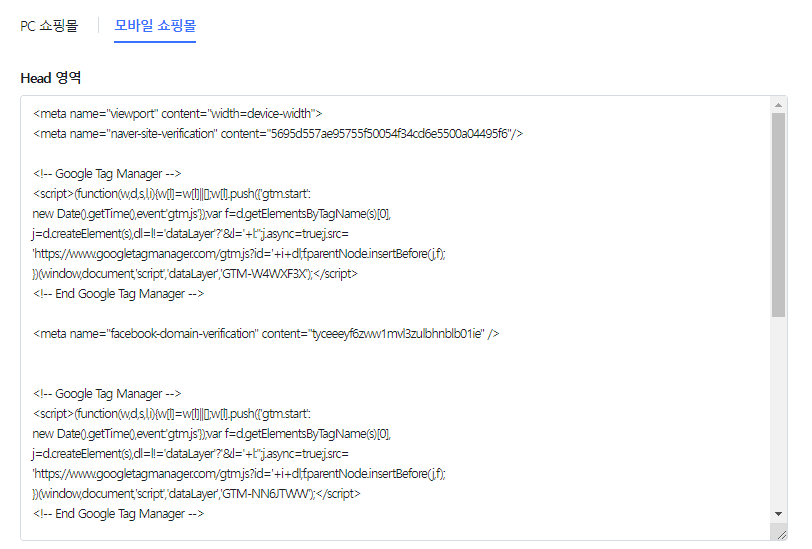 PC 쇼핑몰
모바일 쇼핑몰
Head 영역
<meta name="viewport" content="width=device-width">
<meta name="naver-site-verification" content="5695d557ae95755f50054f34cd6e5500a04495f6"/>
<!-- Google Tag Manager -->
<script>(function(w,d,s,l,i){w[l]=w[l]||[];w[l].push({'gtm.start':
new Date().getTime(),event:'gtm.js'});var f=d.getElementsByTagName(s)[0],
j=d.createElement(s),dl=l!='dataLayer'?'&l='+l:'';j.async=true;j.src=
'https://www.googletagmanager.com/gtm.js?id='+i+dl;f.parentNode.insertBefore(j,f);
})(window,document,'script','dataLayer','GTM-W4WXF3X');</script>
<!-- End Google Tag Manager -->
<meta name="facebook-domain-verification" content="tyceeeyf6zww1mvl3zulbhnblb01ie" />
<!-- Google Tag Manager -->
<script>(function(w,d,s,l,i){w[l]=w[l]||[];w[l].push({'gtm.start':
new Date().getTime(),event:'gtm.js'});var f=d.getElementsByTagName(s)[0],
j=d.createElement(s),dl=l!='dataLayer'?'&l='+l:'';j.async=true;j.src=
'https://www.googletagmanager.com/gtm.js?id='+i+dl;f.parentNode.insertBefore(j,f);
})(window,document,'script','dataLayer','GTM-NN6JTWW');</script>
<!-- End Google Tag Manager -->